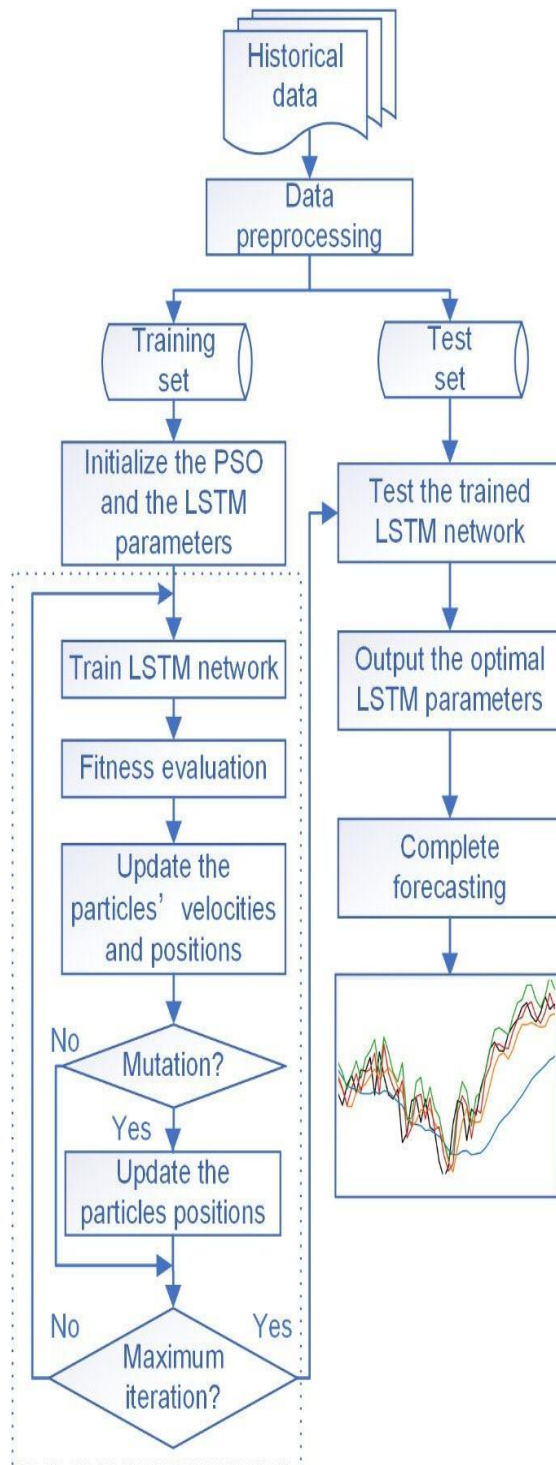 Historical
data
Data
preprocessing
Training
set
Test
set
Initialize the PSO
and the LSTM
parameters
Test the trained
LSTM network
Train LSTM network
Output the optimal
LSTM parameters
Fitness evaluation
Update the
particles' velocities
and positions
Complete
forecasting
No
Mutation?
Yes
Update the
particles positions
No
Yes
Maximum
iteration?